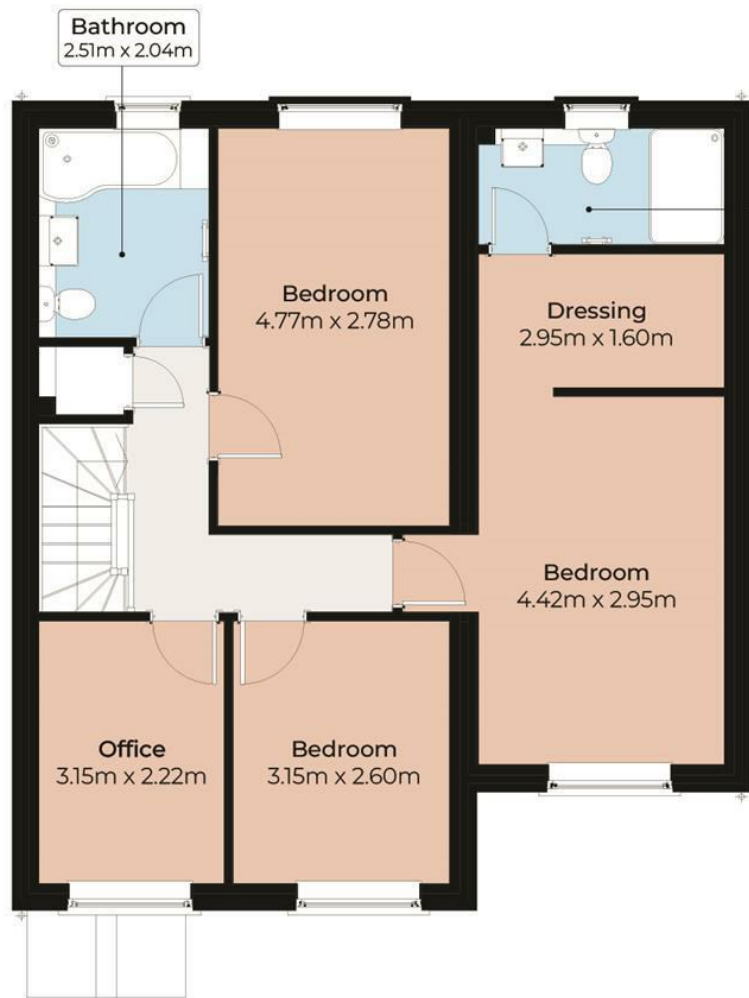 Bathroom
2.51m x 2.04m
Bedroom
4.77m x 2.78m
Dressing
2.95m x 1.60m
Bedroom
4.42m x 2.95m
Office
3.15m x 2.22m
Bedroom
3.15m x 2.60m